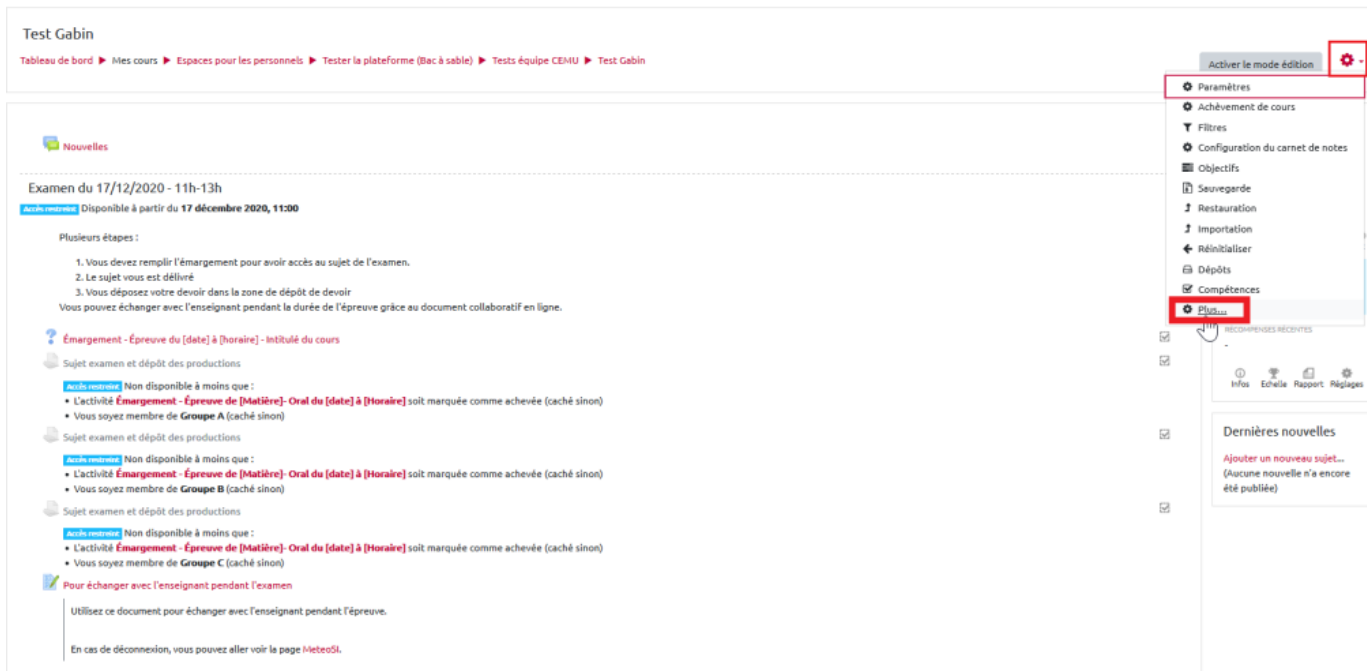 Test Gabin
Tableau de bord ▶ Mes cours ▶ Espaces pour les personnels ▶ Tester la plateforme (Bac à sable) ▶ Tests équipe CEMU ▶ Test Gabin
Activer le mode édition
Paramètres
Achèvement de cours
Filtres
Configuration du carnet de notes
Objectifs
Sauvegarde
Restauration
Importation
Réinitialiser
Dépôts
Compétences
Plus...
Nouvelles
Examen du 17/12/2020 - 11h-13h
Accès restreint Disponible à partir du 17 décembre 2020, 11:00
Plusieurs étapes :
1. Vous devez remplir l'émargement pour avoir accès au sujet de l'examen.
2. Le sujet vous est délivré
3. Vous déposez votre devoir dans la zone de dépôt de devoir
Vous pouvez échanger avec l'enseignant pendant la durée de l'épreuve grâce au document collaboratif en ligne.
Émargement - Épreuve du [date] à [horaire] - Intitulé du cours
Sujet examen et dépôt des productions
Accès restreint Non disponible à moins que :
• L'activité Émargement - Épreuve de [Matière]- Oral du [date] à [Horaire] soit marquée comme achevée (caché sinon)
• Vous soyez membre de Groupe A (caché sinon)
Sujet examen et dépôt des productions
Accès restreint Non disponible à moins que :
• L'activité Émargement - Épreuve de [Matière]- Oral du [date] à [Horaire] soit marquée comme achevée (caché sinon)
• Vous soyez membre de Groupe B (caché sinon)
Sujet examen et dépôt des productions
Accès restreint Non disponible à moins que :
• L'activité Émargement - Épreuve de [Matière]- Oral du [date] à [Horaire] soit marquée comme achevée (caché sinon)
• Vous soyez membre de Groupe C (caché sinon)
Pour échanger avec l'enseignant pendant l'examen
Utilisez ce document pour échanger avec l'enseignant pendant l'épreuve.
En cas de déconnexion, vous pouvez aller voir la page MeteoSI.
RÉCOMPENSES RÉCENTES
-
Infos Echelle Rapport Réglages
Dernières nouvelles
Ajouter un nouveau sujet...
(Aucune nouvelle n'a encore
été publiée)